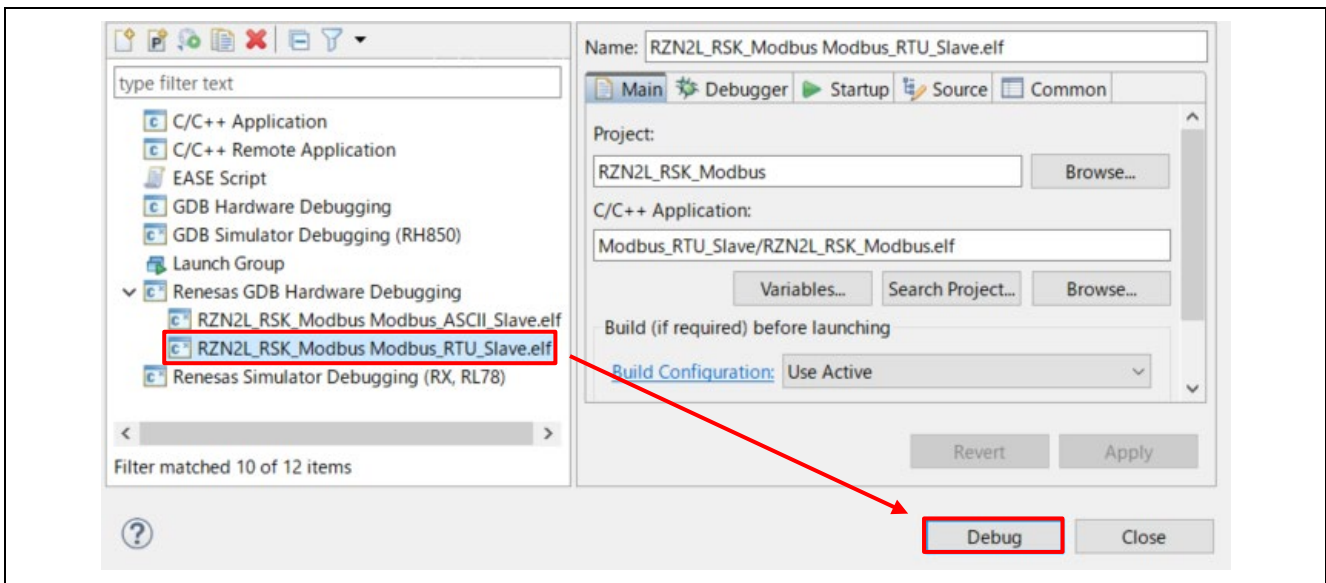 type filter text
C/C++ Application
C/C++ Remote Application
EASE Script
GDB Hardware Debugging
GDB Simulator Debugging (RH850)
Launch Group
Renesas GDB Hardware Debugging
RZN2L_RSK_Modbus Modbus_ASCII_Slave.elf
RZN2L_RSK_Modbus Modbus_RTU_Slave.elf
Renesas Simulator Debugging (RX, RL78)
Filter matched 10 of 12 items
Name: RZN2L_RSK_Modbus Modbus_RTU_Slave.elf
Main Debugger Startup Source Common
Project:
RZN2L_RSK_Modbus Browse...
C/C++ Application:
Modbus_RTU_Slave/RZN2L_RSK_Modbus.elf
Variables... Search Project... Browse...
Build (if required) before launching
Build Configuration: Use Active
Revert Apply
Debug Close